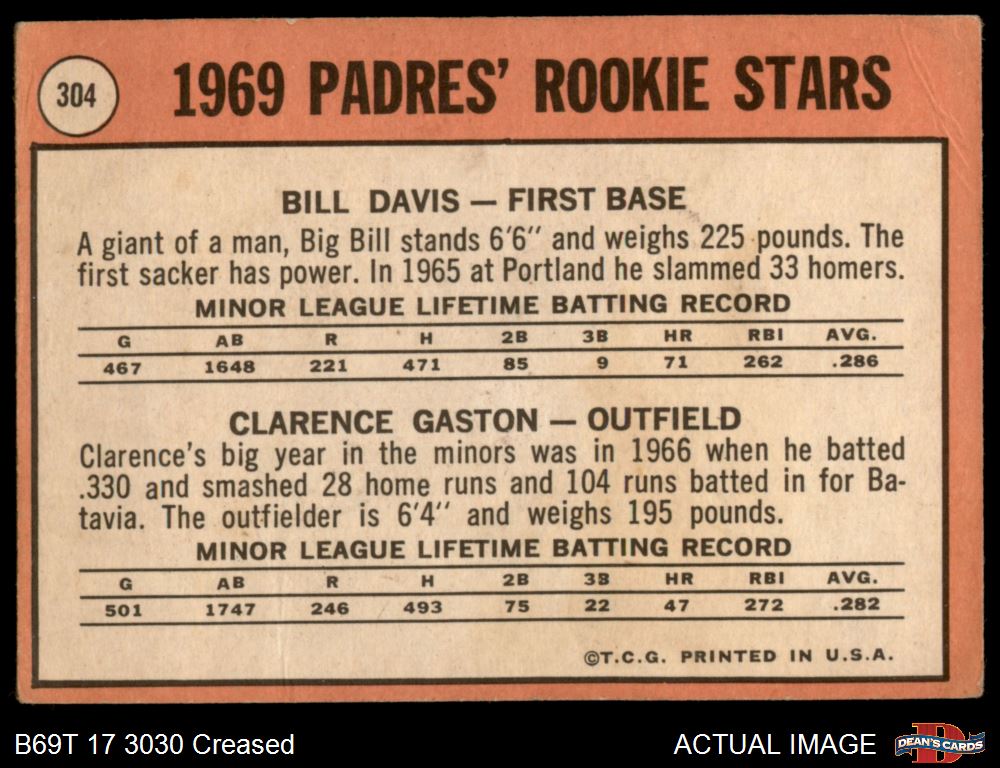 304
1969 PADRES' ROOKIE STARS
BILL DAVIS — FIRST BASE
A giant of a man, Big Bill stands 6'6" and weighs 225 pounds. The
first sacker has power. In 1965 at Portland he slammed 33 homers.
MINOR LEAGUE LIFETIME BATTING RECORD
G AB R H 2B 3B HR RBI AVG.
467 1648 221 471 85 9 71 262 .286
CLARENCE GASTON — OUTFIELD
Clarence's big year in the minors was in 1966 when he batted
.330 and smashed 28 home runs and 104 runs batted in for Ba-
tavia. The outfielder is 6'4" and weighs 195 pounds.
MINOR LEAGUE LIFETIME BATTING RECORD
G AB R H 2B 3B HR RBI AVG.
501 1747 246 493 75 22 47 272 .282
©T.C.G. PRINTED IN U.S.A.
B69T 17 3030 Creased
ACTUAL IMAGE
D
DEAN'S CARDS